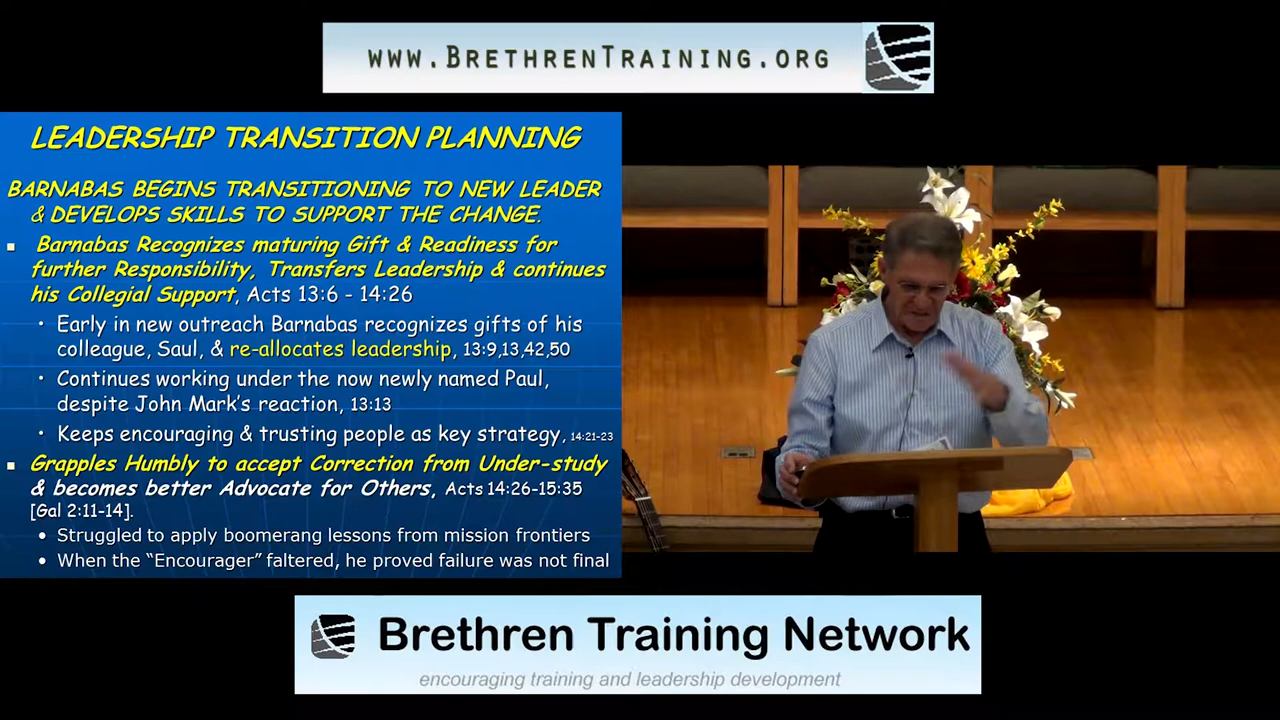 www.BrethrenTraining.org
LEADERSHIP TRANSITION PLANNING
BARNABAS BEGINS TRANSITIONING TO NEW LEADER
& DEVELOPS SKILLS TO SUPPORT THE CHANGE.
Barnabas Recognizes maturing Gift & Readiness for
further Responsibility, Transfers Leadership & continues
his Collegial Support, Acts 13:6 - 14:26
• Early in new outreach Barnabas recognizes gifts of his
colleague, Saul, & re-allocates leadership, 13:9,13,42,50
• Continues working under the now newly named Paul,
despite John Mark's reaction, 13:13
• Keeps encouraging & trusting people as key strategy, 14:21-23
Grapples Humbly to accept Correction from Under-study
& becomes better Advocate for Others, Acts 14:26-15:35
[Gal 2:11-14].
• Struggled to apply boomerang lessons from mission frontiers
• When the “Encourager” faltered, he proved failure was not final
Brethren Training Network
encouraging training and leadership development